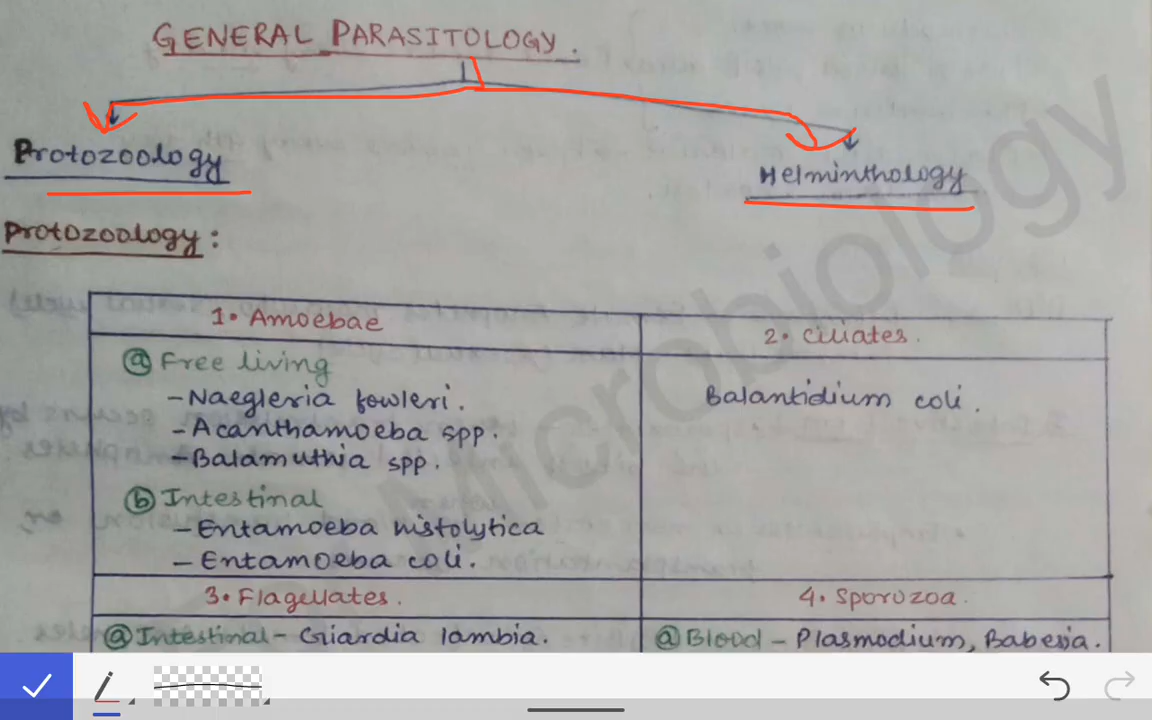 GENERAL PARASITOLOGY.
Protozoology
Helminthology
Protozoology:
1. Amoebae
2. Ciliates.
@ Free living
- Naegleria fowleri.
- Acanthamoeba spp.
- Balamuthia spp.
ⓑ Intestinal
- Entamoeba histolytica
- Entamoeba coli.
Balantidium coli.
3. Flagellates.
4. Sporozoa.
@ Intestinal - Giardia lambia.
@ Blood - Plasmodium, Babesia.
Microbiology